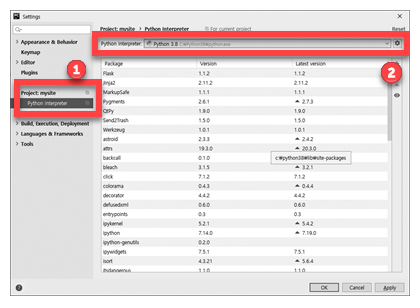 Settings
Project: mysite > Python Interpreter
For current project
Reset
Appearance & Behavior
Keymap
Editor
Plugins
Project: mysite
Python Interpreter
Build, Execution, Deployment
Languages & Frameworks
Tools
1
2
Python Interpreter: Python 3.8 C:₩Python38₩python.exe
Package Version Latest version
Flask 1.1.2 1.1.2
Jinja2 2.11.2 2.11.2
MarkupSafe 1.1.1 1.1.1
Pygments 2.6.1 ▲ 2.7.3
QtPy 1.9.0 1.9.0
Send2Trash 1.5.0 1.5.0
Werkzeug 1.0.1 1.0.1
astroid 2.3.3 ▲ 2.4.2
attrs 19.3.0 ▲ 20.3.0
backcall 0.1.0
c:₩python38₩lib₩site-packages
bleach 3.1.5 ▲ 3.2.1
click 7.1.2 7.1.2
colorama 0.4.3 ▲ 0.4.4
decorator 4.4.2 4.4.2
defusedxml 0.6.0 0.6.0
entrypoints 0.3 0.3
ipykernel 5.2.1 ▲ 5.4.2
ipython 7.14.0 ▲ 7.19.0
ipython-genutils 0.2.0
ipywidgets 7.5.1 7.5.1
isort 4.3.21 ▲ 5.6.4
itsdangerous 1.1.0 1.1.0
OK Cancel Apply